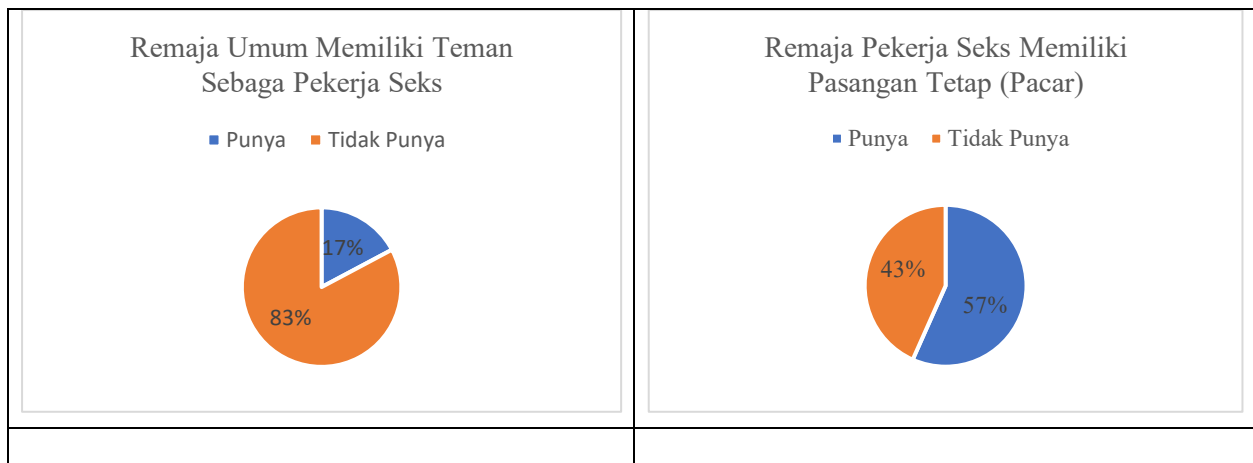 Remaja Umum Memiliki Teman
Sebaga Pekerja Seks
Punya Tidak Punya
17%
83%
Remaja Pekerja Seks Memiliki
Pasangan Tetap (Pacar)
Punya Tidak Punya
43%
57%